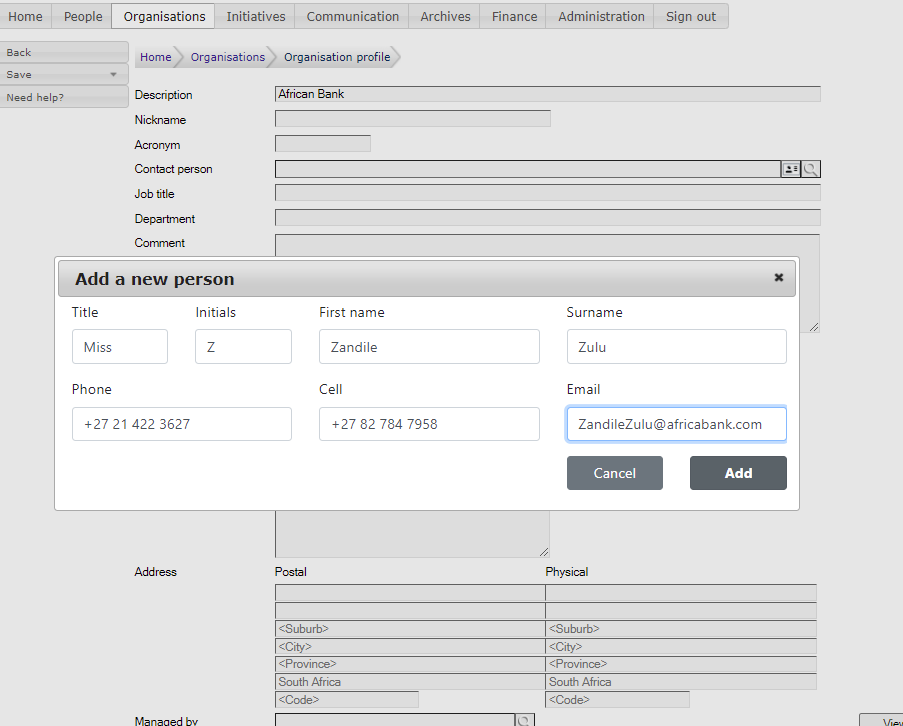 Home People Organisations Initiatives Communication Archives Finance Administration Sign out
Back
Save
Need help?
Home Organisations Organisation profile
Description African Bank
Nickname
Acronym
Contact person
Job title
Department
Comment
Add a new person
Title Initials First name Surname
Miss Z Zandile Zulu
Phone Cell Email
+27 21 422 3627 +27 82 784 7958 ZandileZulu@africabank.com
Cancel Add
Address Postal Physical
<Suburb> <Suburb>
<City> <City>
<Province> <Province>
South Africa South Africa
<Code> <Code>
Managed by